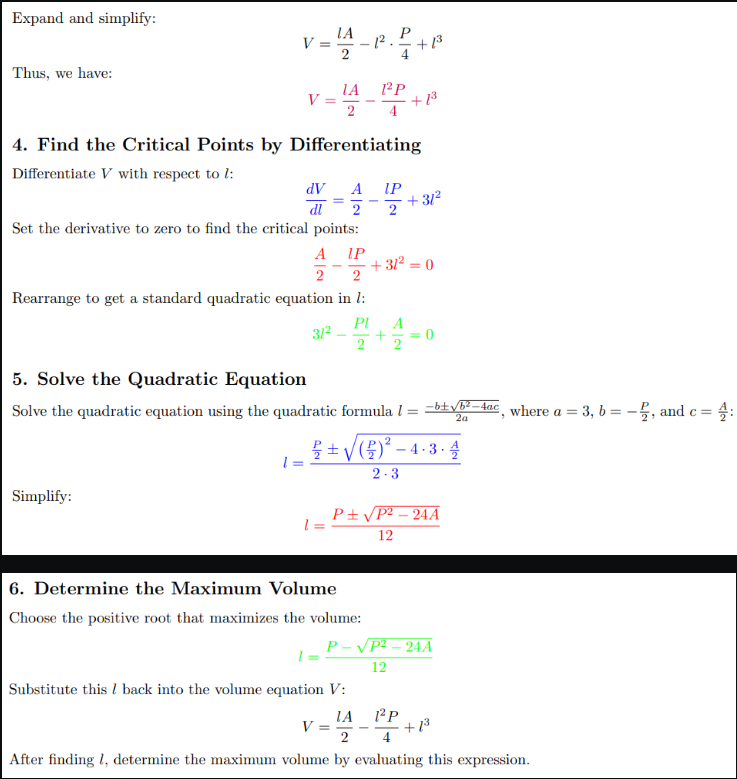 Expand and simplify:
V = \frac{lA}{2} - l^2 \cdot \frac{P}{4} + l^3
Thus, we have:
V = \frac{lA}{2} - \frac{l^2 P}{4} + l^3
4. Find the Critical Points by Differentiating
Differentiate V with respect to l:
\frac{dV}{dl} = \frac{A}{2} - \frac{lP}{2} + 3l^2
Set the derivative to zero to find the critical points:
\frac{A}{2} - \frac{lP}{2} + 3l^2 = 0
Rearrange to get a standard quadratic equation in l:
3l^2 - \frac{Pl}{2} + \frac{A}{2} = 0
5. Solve the Quadratic Equation
Solve the quadratic equation using the quadratic formula l = \frac{-b \pm \sqrt{b^2 - 4ac}}{2a}, where a = 3, b = -\frac{P}{2}, and c = \frac{A}{2}:
l = \frac{\frac{P}{2} \pm \sqrt{\left(\frac{P}{2}\right)^2 - 4 \cdot 3 \cdot \frac{A}{2}}}{2 \cdot 3}
Simplify:
l = \frac{P \pm \sqrt{P^2 - 24A}}{12}
6. Determine the Maximum Volume
Choose the positive root that maximizes the volume:
l = \frac{P - \sqrt{P^2 - 24A}}{12}
Substitute this l back into the volume equation V:
V = \frac{lA}{2} - \frac{l^2 P}{4} + l^3
After finding l, determine the maximum volume by evaluating this expression.